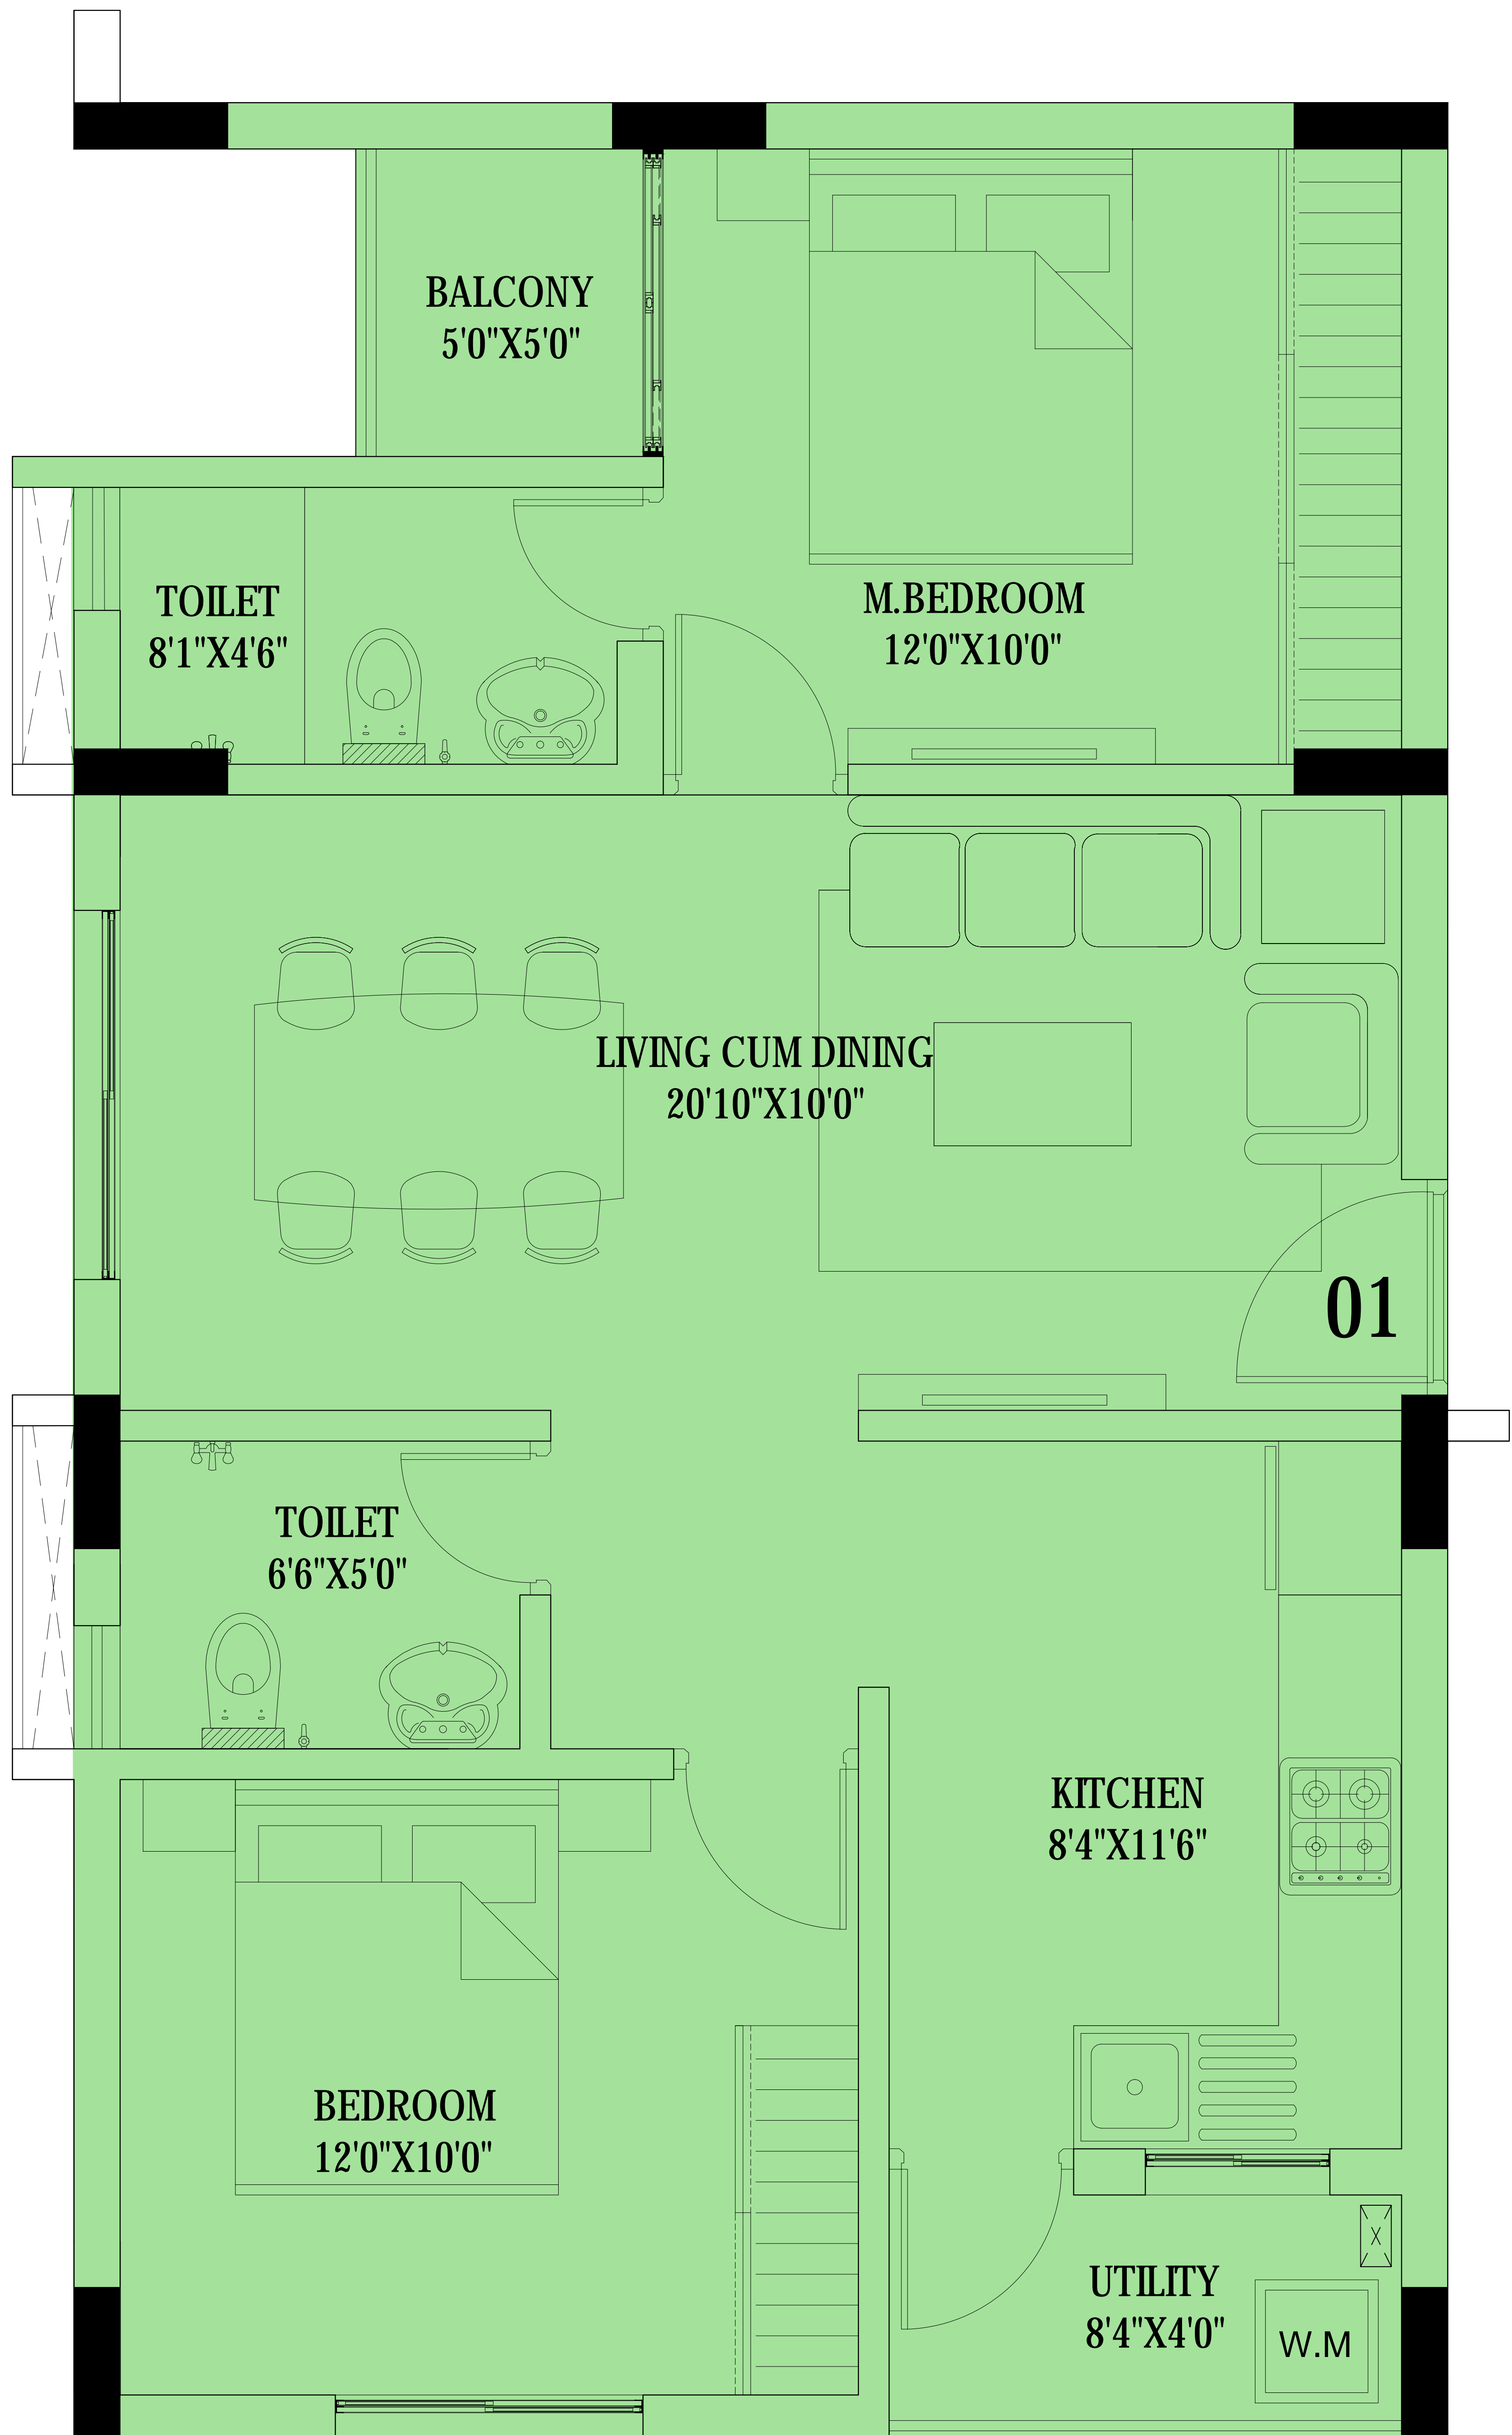 BALCONY
5'0"X5'0"
TOILET
8'1"X4'6"
M.BEDROOM
12'0"X10'0"
LIVING CUM DINING
20'10"X10'0"
01
TOILET
6'6"X5'0"
KITCHEN
8'4"X11'6"
BEDROOM
12'0"X10'0"
UTILITY
8'4"X4'0"
W.M